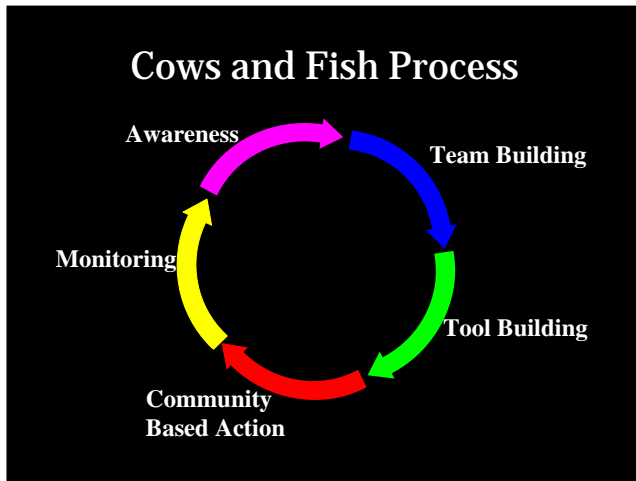 Cows and Fish Process
Awareness
Team Building
Monitoring
Tool Building
Community
Based Action